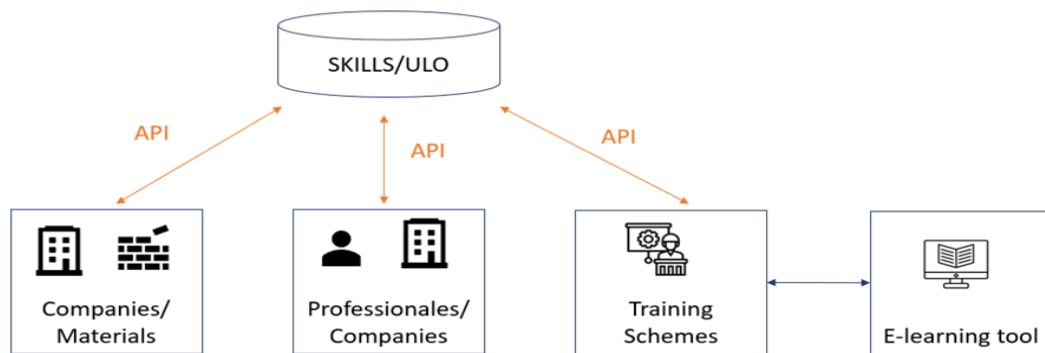 SKILLS/ULO
API
API
API
Companies/
Materials
Professionales/
Companies
Training
Schemes
E-learning tool